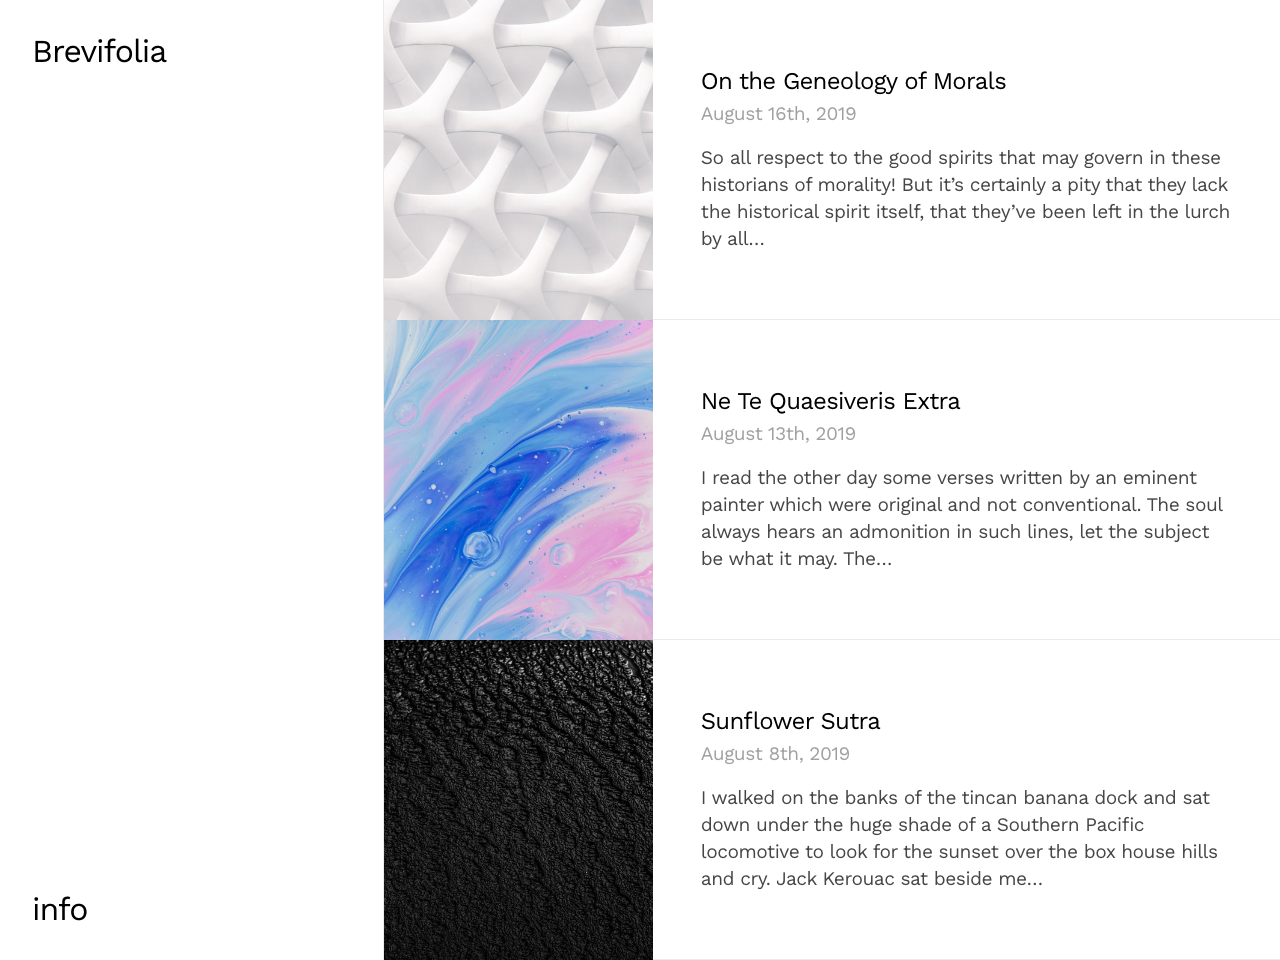 Brevifolia
On the Geneology of Morals
August 16th, 2019
So all respect to the good spirits that may govern in these
historians of morality! But it’s certainly a pity that they lack
the historical spirit itself, that they’ve been left in the lurch
by all…
Ne Te Quaesiveris Extra
August 13th, 2019
I read the other day some verses written by an eminent
painter which were original and not conventional. The soul
always hears an admonition in such lines, let the subject
be what it may. The…
Sunflower Sutra
August 8th, 2019
I walked on the banks of the tincan banana dock and sat
down under the huge shade of a Southern Pacific
locomotive to look for the sunset over the box house hills
and cry. Jack Kerouac sat beside me…
info